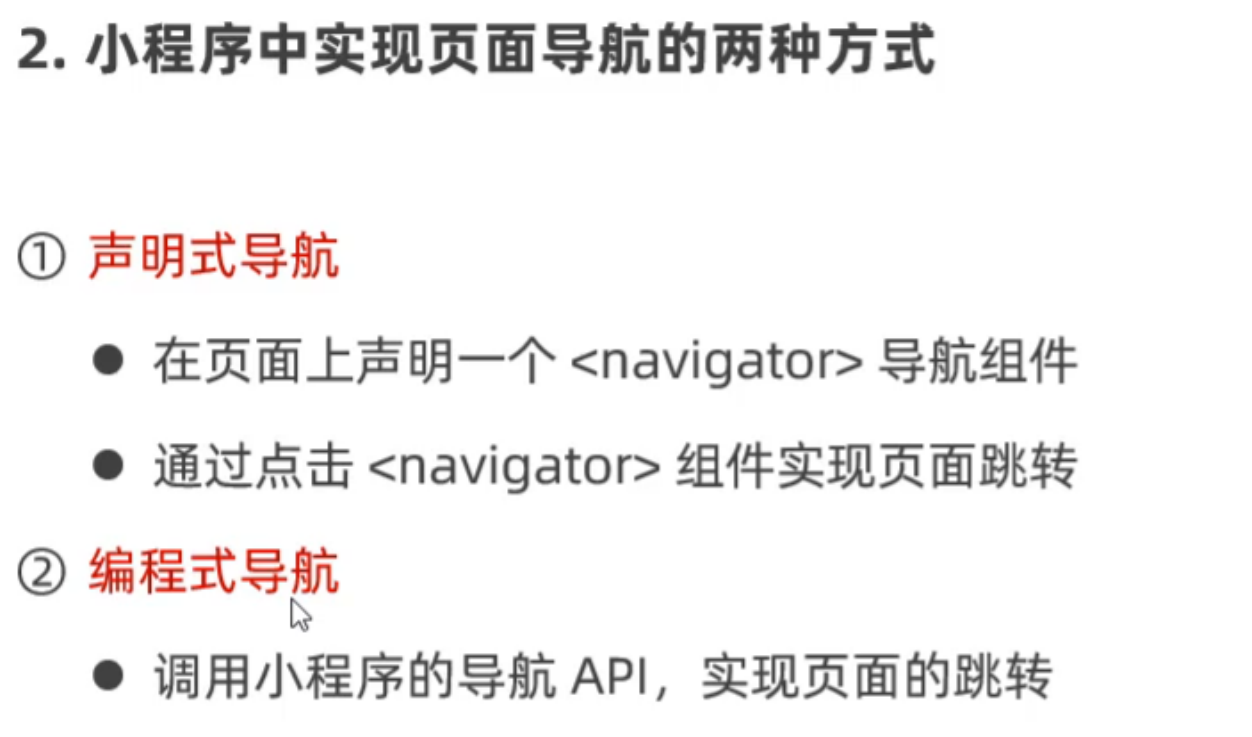 2. 小程序中实现页面导航的两种方式
① 声明式导航
● 在页面上声明一个 <navigator> 导航组件
● 通过点击 <navigator> 组件实现页面跳转
② 编程式导航
● 调用小程序的导航 API，实现页面的跳转